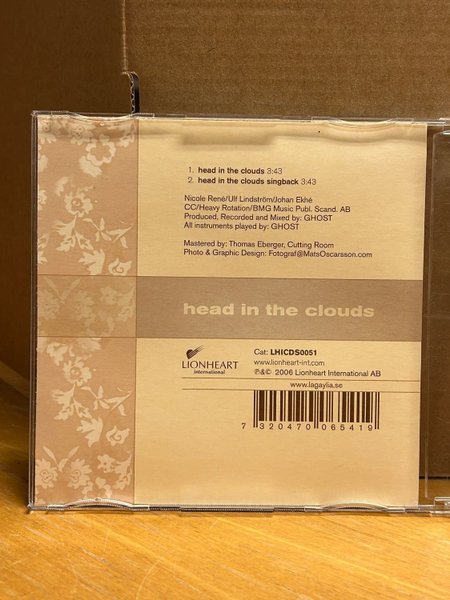 1. head in the clouds 3:43
2. head in the clouds singback 3:43
Nicole René/Ulf Lindström/Johan Ekhé
CC/Heavy Rotation/BMG Music Publ. Scand. AB
Produced, Recorded and Mixed by: GHOST
All instruments played by: GHOST
Mastered by: Thomas Eberger, Cutting Room
Photo & Graphic Design: Fotograf@MatsOscarsson.com
head in the clouds
LIONHEART
international
Cat: LHICDS0051
www.lionheart-int.com
℗&© 2006 Lionheart International AB
www.lagaylia.se
7 320470 065419